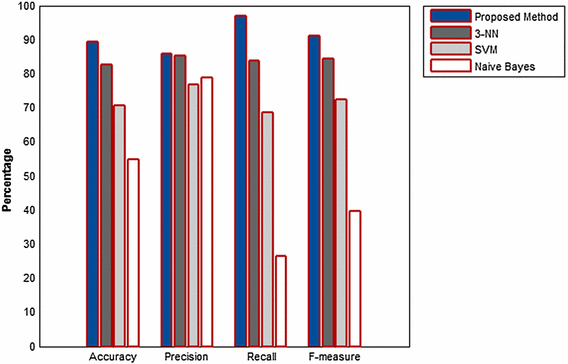 100
90
80
70
60
50
40
30
20
10
0
Percentage
Accuracy
Precision
Recall
F-measure
Proposed Method
3-NN
SVM
Naive Bayes